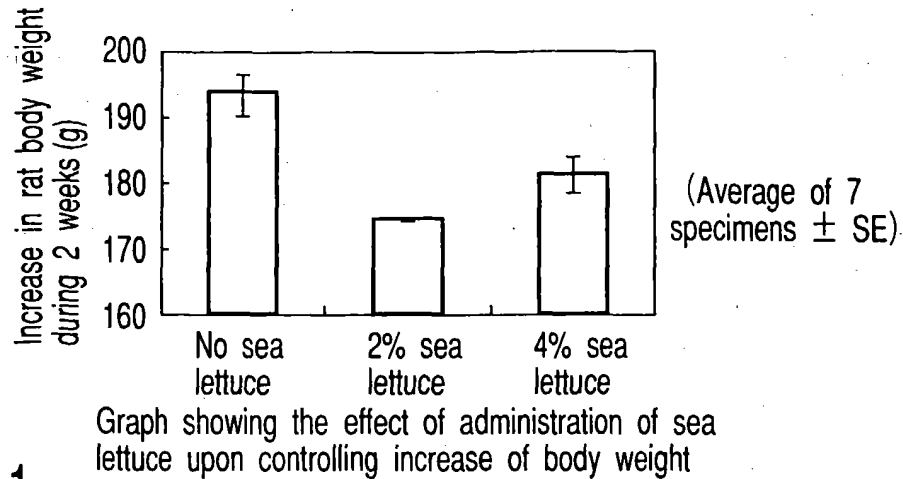 Increase in rat body weight
during 2 weeks (g)
200
190
180
170
160
No sea
lettuce
2% sea
lettuce
4% sea
lettuce
(Average of 7
specimens ± SE)
Graph showing the effect of administration of sea
lettuce upon controlling increase of body weight